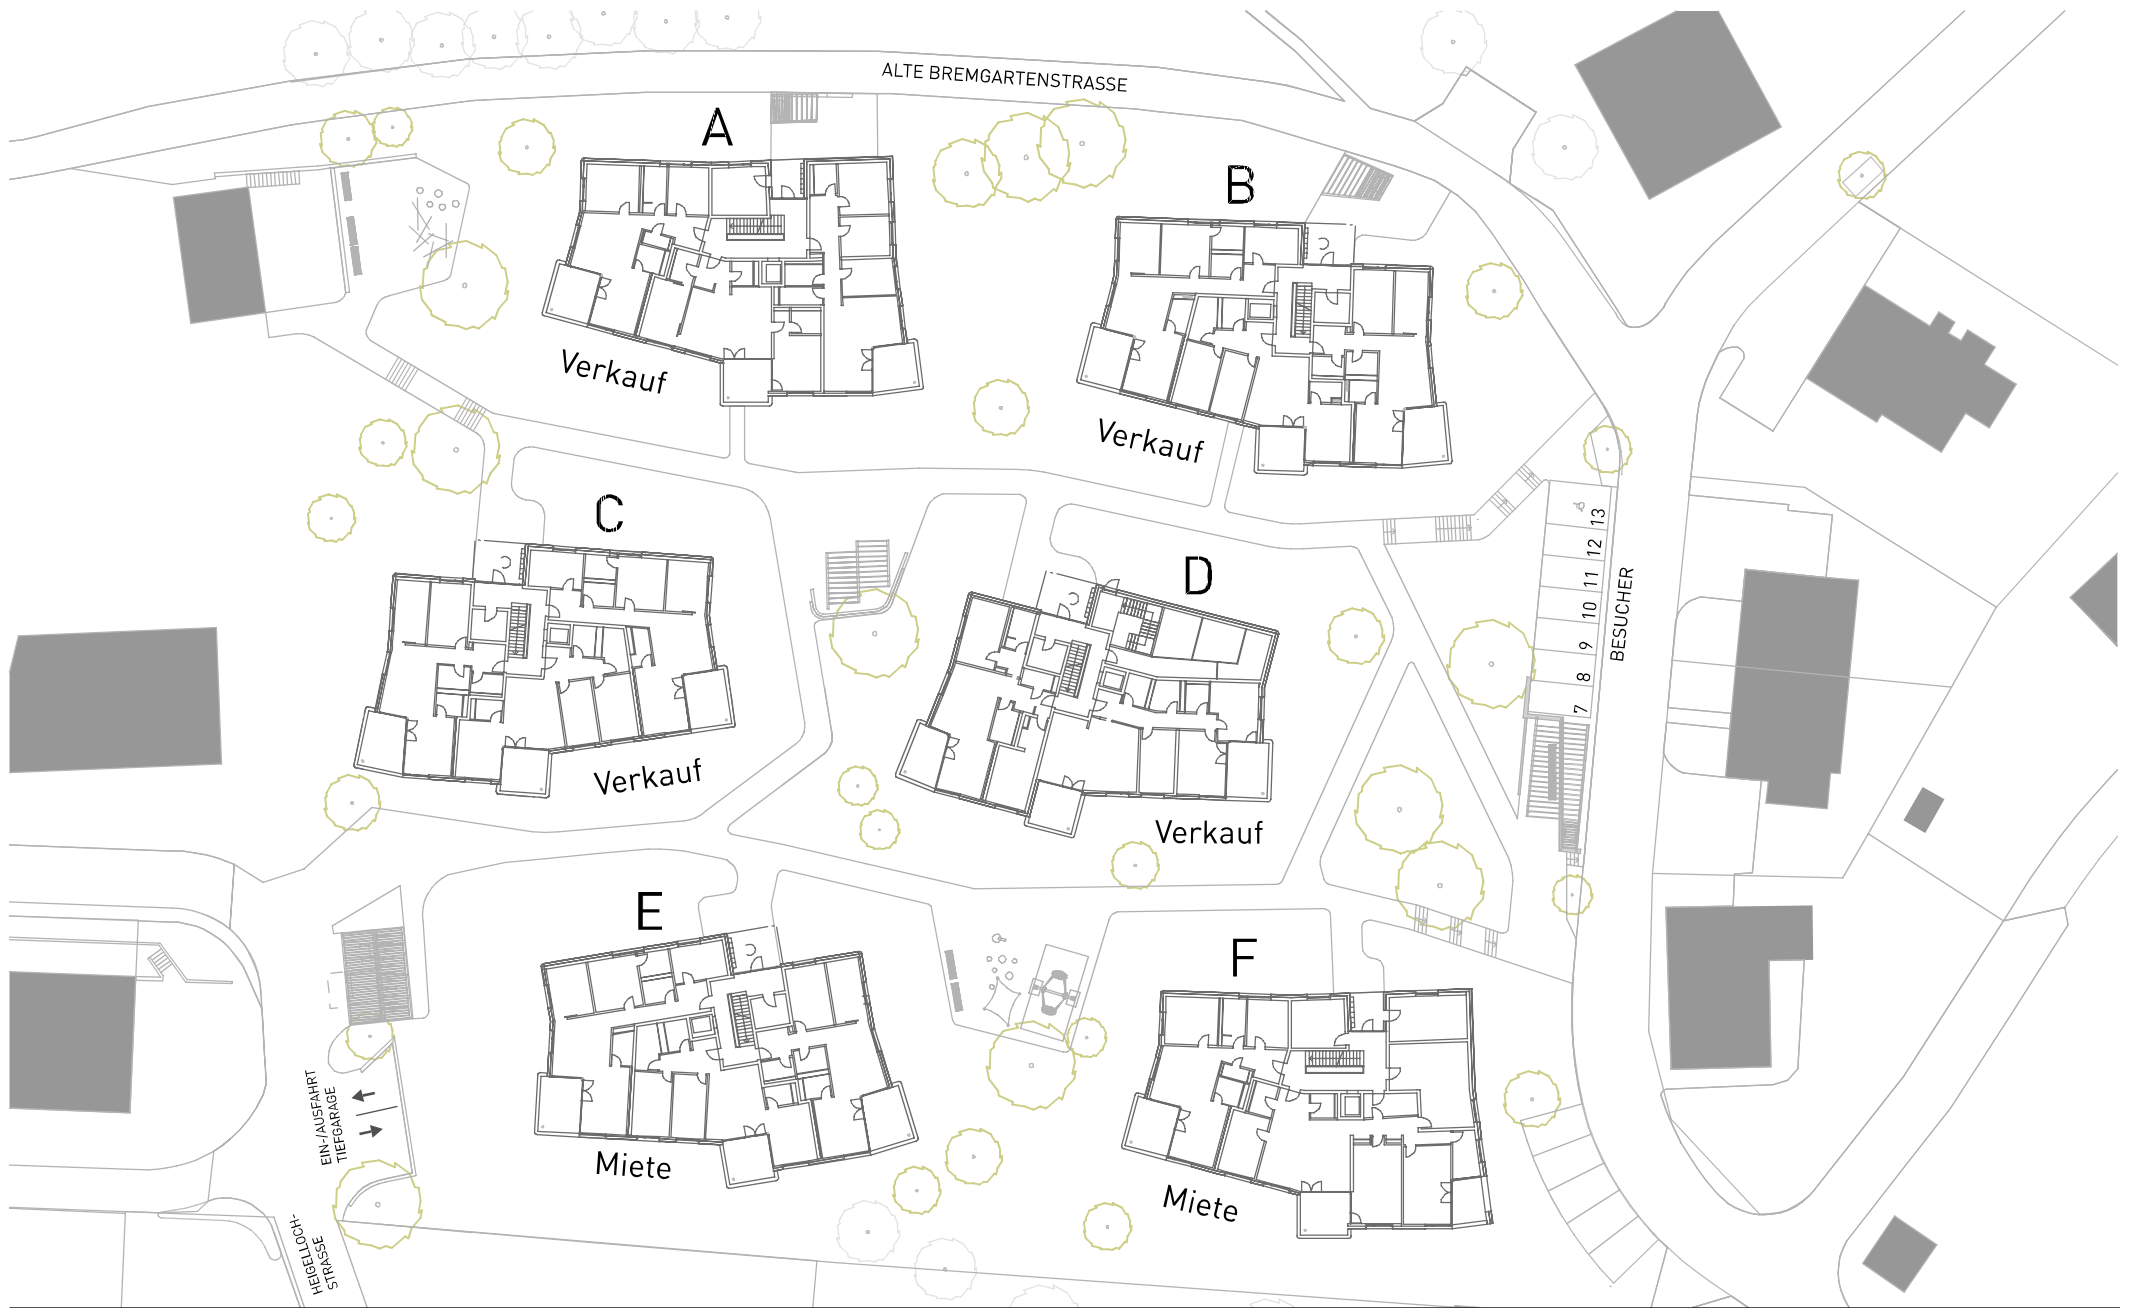 ALTE BREMGARTENSTRASSE
A
B
Verkauf
Verkauf
C
D
13
12
11
10
9
8
7
BESUCHER
Verkauf
Verkauf
E
F
EIN-/AUSFAHRT
TIEFGARAGE
Miete
Miete
HEIGELLOCH-
STRASSE